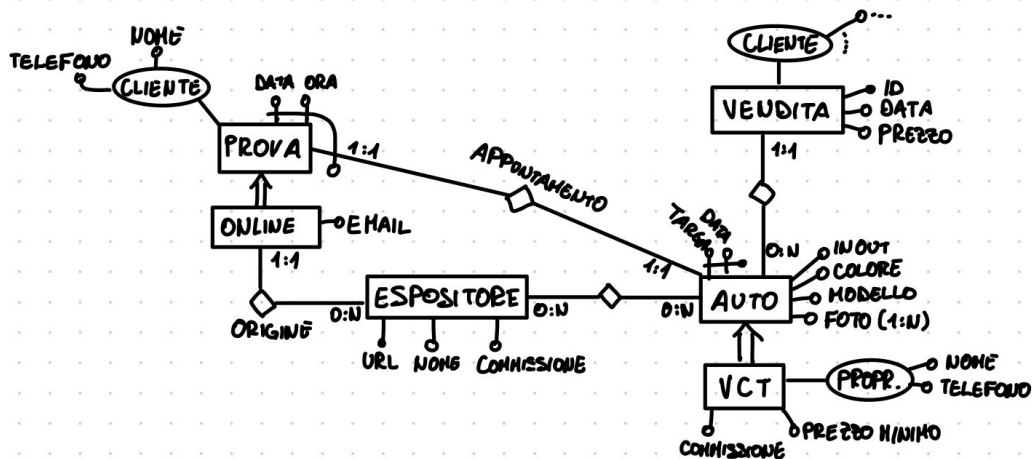 NOME
TELEFONO
CLIENTE
DATA ORA
PROVA
1:1
APPUNTAMENTO
1:1
ONLINE
EMAIL
1:1
ORIGINE
0:N
ESPOSITORE
0:N
URL NOME COMMISSIONE
0:N
CLIENTE
...
⋮
VENDITA
ID
DATA
PREZZO
1:1
0:N
TARGA
DATA
AUTO
IN OUT
COLORE
MODELLO
FOTO (1:N)
VCT
PROPR.
NOME
TELEFONO
COMMISSIONE
PREZZO MINIMO